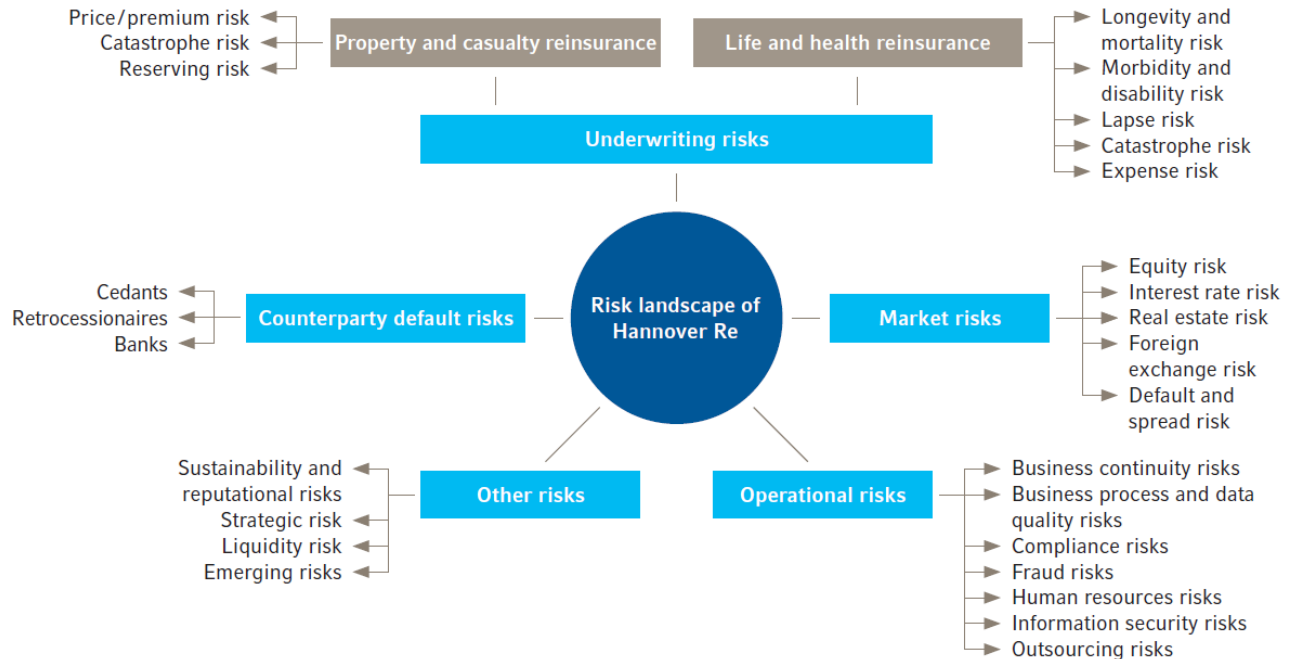 Price/premium risk
Catastrophe risk
Reserving risk
Property and casualty reinsurance
Life and health reinsurance
Longevity and
mortality risk
Morbidity and
disability risk
Lapse risk
Catastrophe risk
Expense risk
Underwriting risks
Cedants
Retrocessionaires
Banks
Counterparty default risks
Risk landscape of
Hannover Re
Market risks
Equity risk
Interest rate risk
Real estate risk
Foreign
exchange risk
Default and
spread risk
Sustainability and
reputational risks
Strategic risk
Liquidity risk
Emerging risks
Other risks
Operational risks
Business continuity risks
Business process and data
quality risks
Compliance risks
Fraud risks
Human resources risks
Information security risks
Outsourcing risks